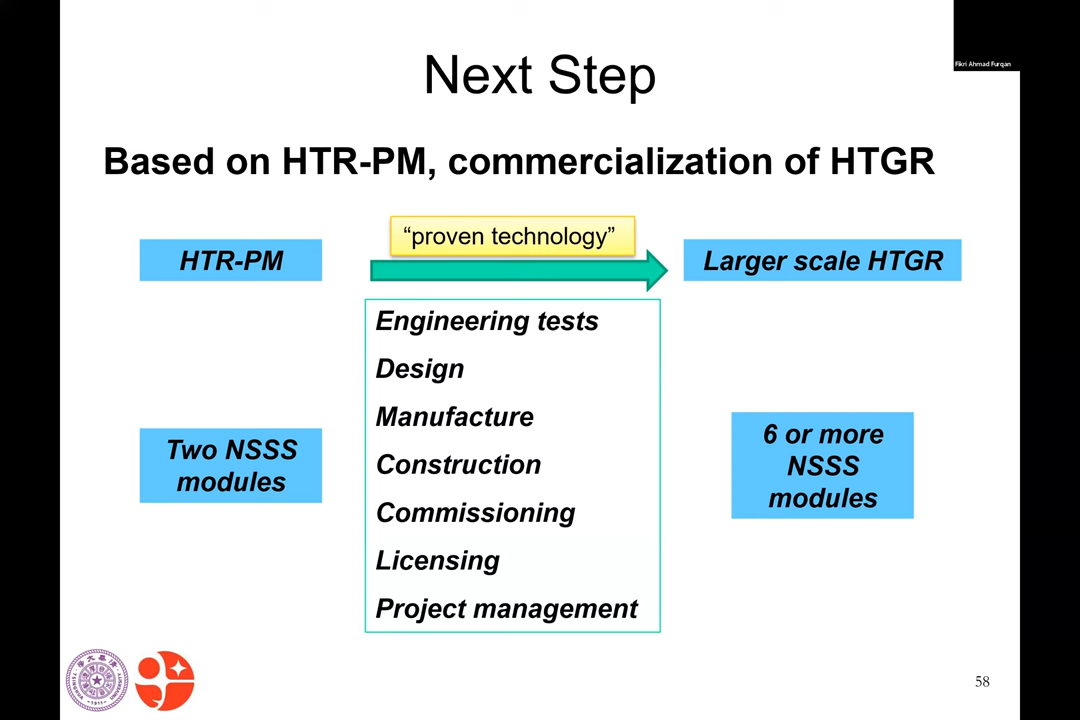 Fikri Ahmad Furqan
Next Step
Based on HTR-PM, commercialization of HTGR
“proven technology”
HTR-PM
Larger scale HTGR
Engineering tests
Design
Manufacture
Construction
Commissioning
Licensing
Project management
Two NSSS
modules
6 or more
NSSS
modules
58